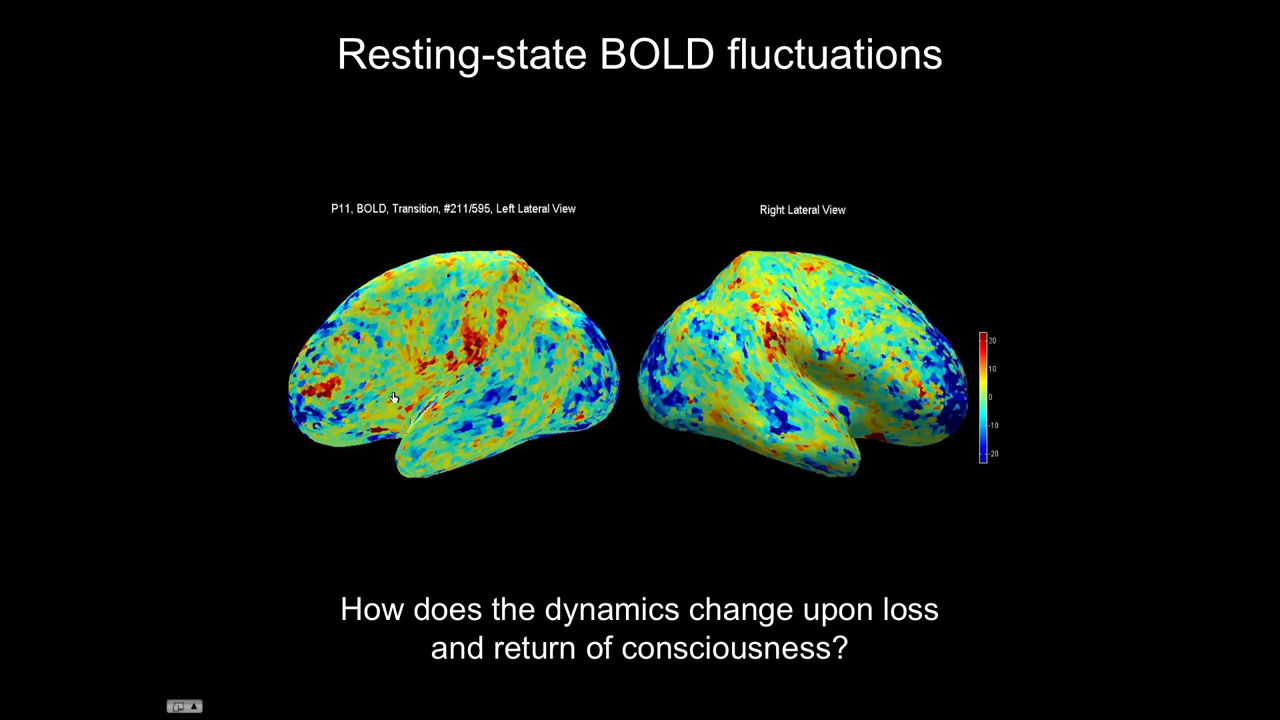 Resting-state BOLD fluctuations
P11, BOLD, Transition, #211/595, Left Lateral View
Right Lateral View
20
10
0
-10
-20
How does the dynamics change upon loss
and return of consciousness?